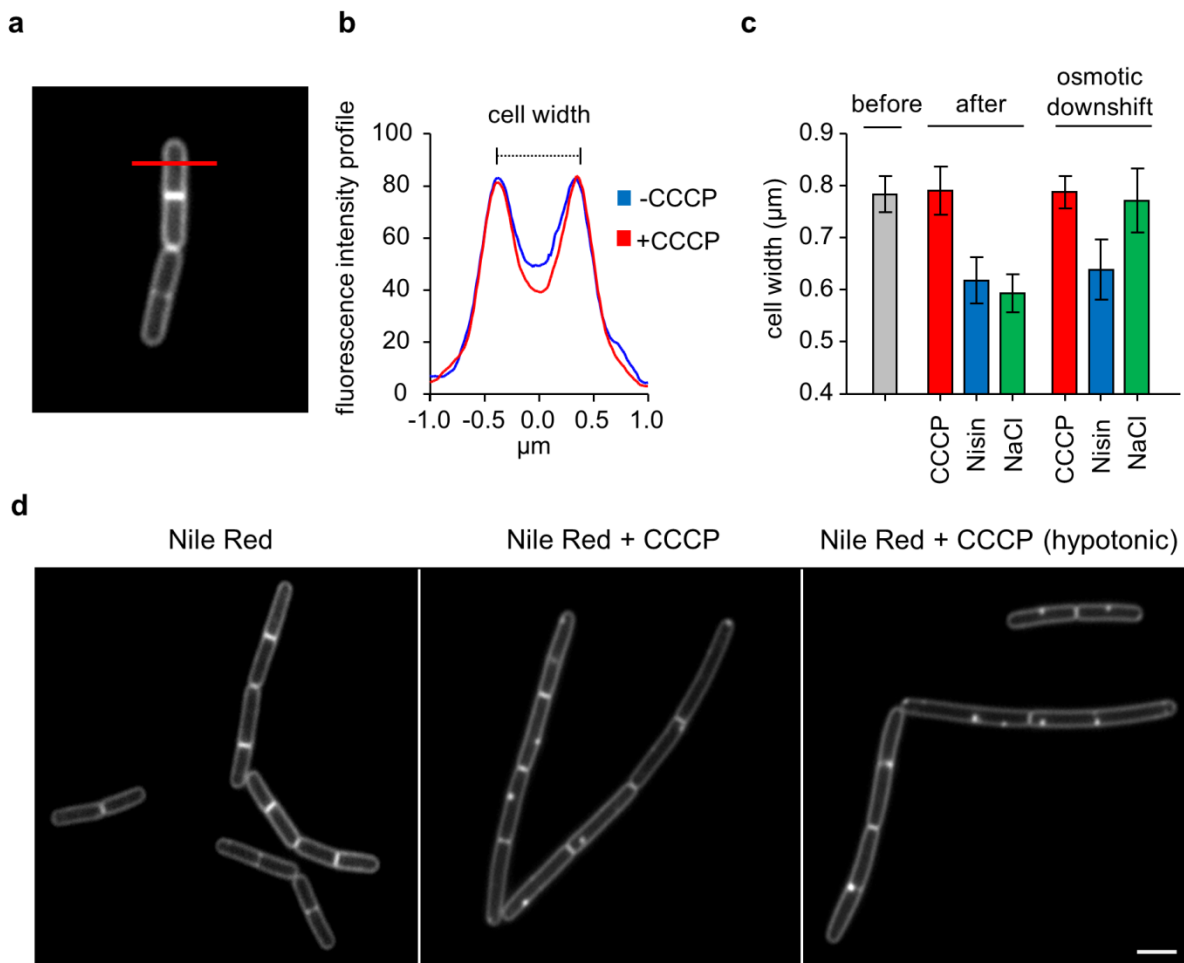 a
b
c
fluorescence intensity profile
cell width
100
80
60
40
20
0
-1.0 -0.5 0.0 0.5 1.0
µm
-CCCP
+CCCP
before after osmotic
downshift
cell width (µm)
0.9
0.8
0.7
0.6
0.5
0.4
CCCP Nisin NaCl CCCP Nisin NaCl
d
Nile Red Nile Red + CCCP Nile Red + CCCP (hypotonic)